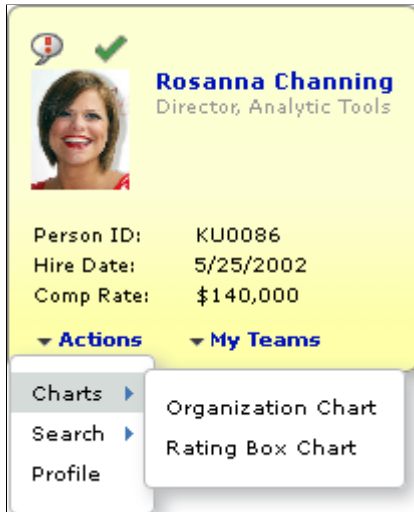 Rosanna Channing
Director, Analytic Tools
Person ID: KU0086
Hire Date: 5/25/2002
Comp Rate: $140,000
Actions My Teams
Charts
Search
Profile
Organization Chart
Rating Box Chart